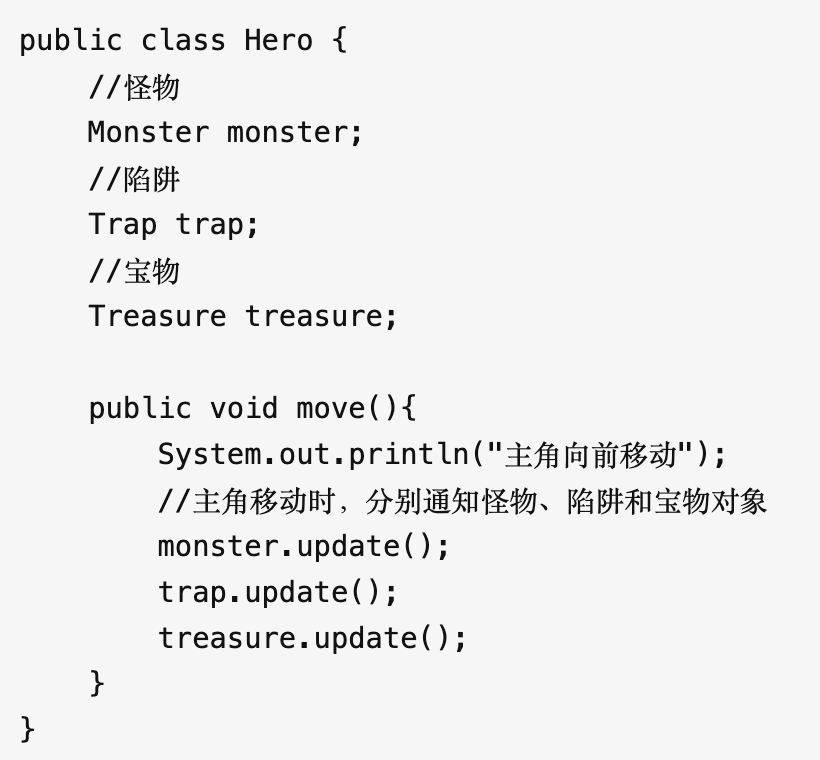 public class Hero {
    //怪物
    Monster monster;
    //陷阱
    Trap trap;
    //宝物
    Treasure treasure;

    public void move(){
        System.out.println("主角向前移动");
        //主角移动时，分别通知怪物、陷阱和宝物对象
        monster.update();
        trap.update();
        treasure.update();
    }
}